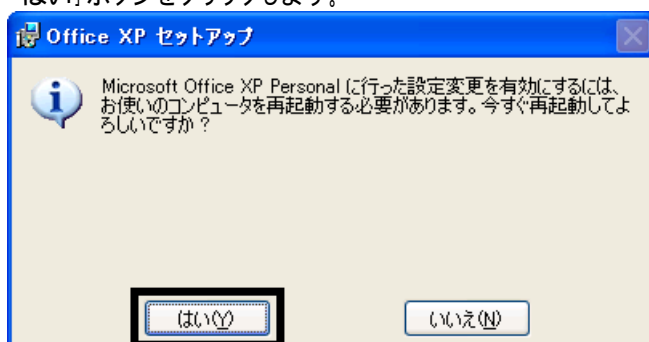 はい」ボタンをクリックします。
Office XP セットアップ
Microsoft Office XP Personal に行った設定変更を有効にするには、
お使いのコンピュータを再起動する必要があります。今すぐ再起動してよ
ろしいですか？
はい(Y)
いいえ(N)